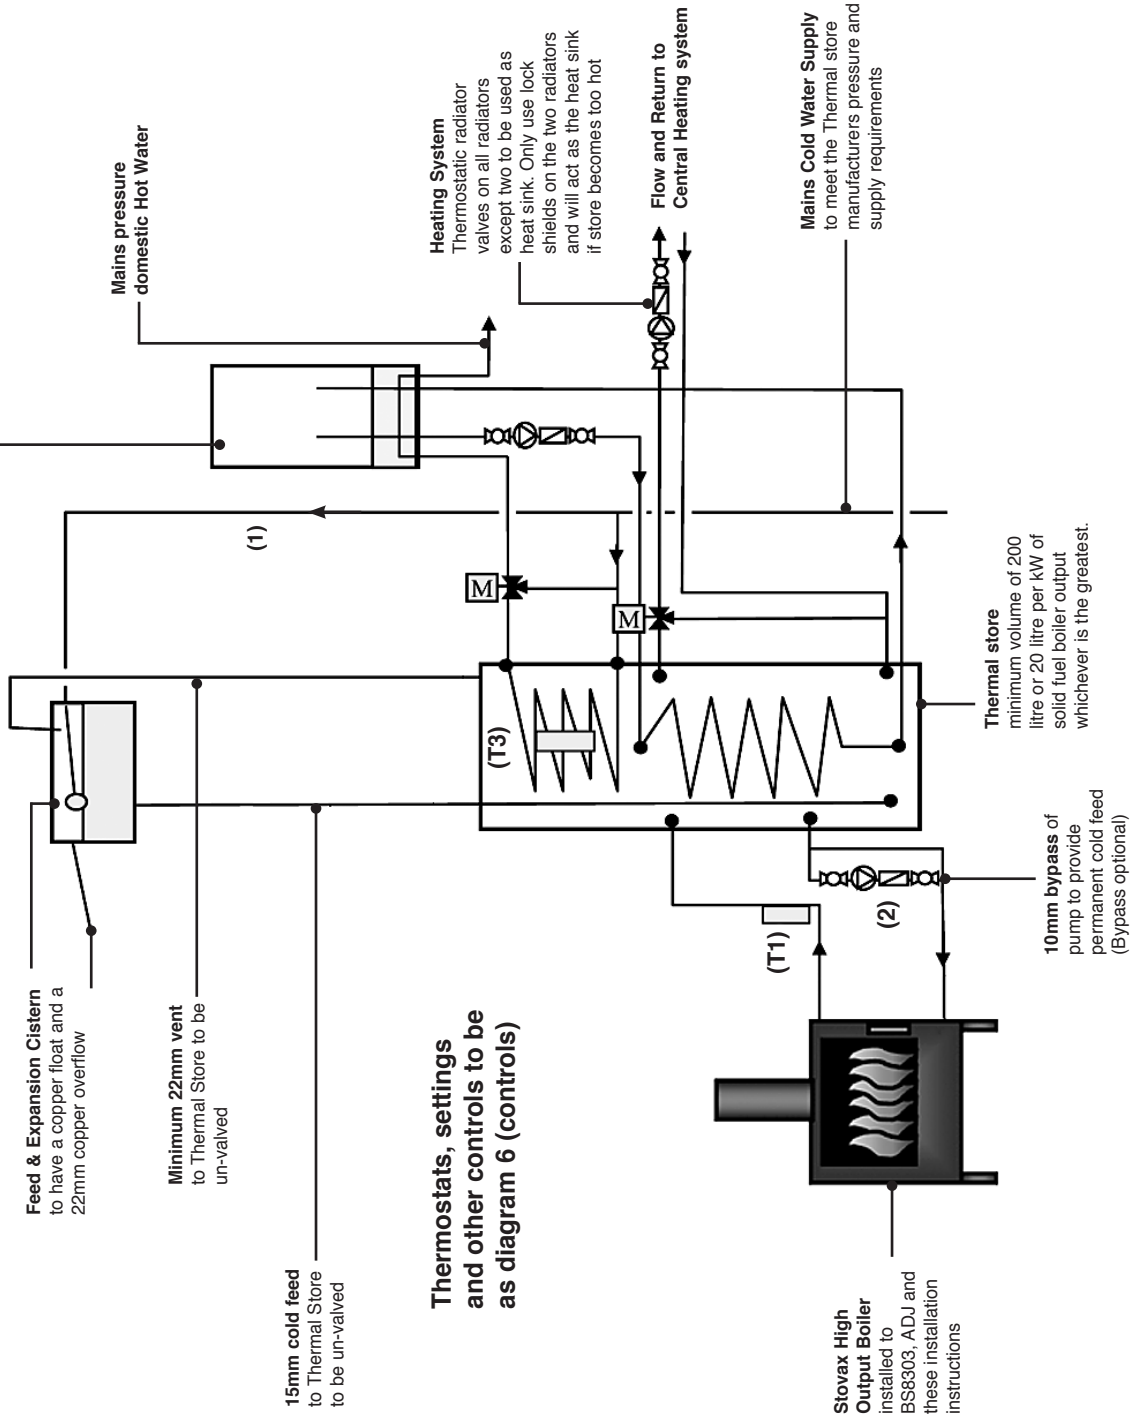 Feed & Expansion Cistern
to have a copper float and a
22mm copper overflow
Minimum 22mm vent
to Thermal Store to be
un-valved
15mm cold feed
to Thermal Store
to be un-valved
Thermostats, settings
and other controls to be
as diagram 6 (controls)
Stovax High
Output Boiler
installed to
BS8303, ADJ and
these installation
instructions
(T1)
(2)
10mm bypass of
pump to provide
permanent cold feed
(Bypass optional)
(T3)
Thermal store
minimum volume of 200
litre or 20 litre per kW of
solid fuel boiler output
whichever is the greatest.
(1)
M
M
Mains pressure
domestic Hot Water
Heating System
Thermostatic radiator
valves on all radiators
except two to be used as
heat sink. Only use lock
shields on the two radiators
and will act as the heat sink
if store becomes too hot
Flow and Return to
Central Heating system
Mains Cold Water Supply
to meet the Thermal store
manufacturers pressure and
supply requirements